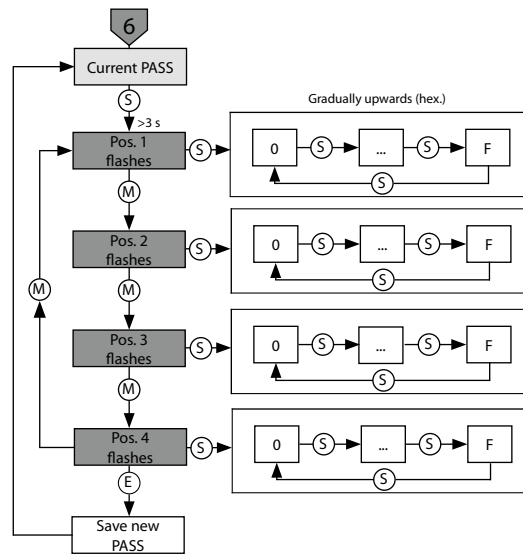 6
Current PASS
S
>3 s
Gradually upwards (hex.)
Pos. 1
flashes
S
0
S
...
S
F
S
M
Pos. 2
flashes
S
0
S
...
S
F
S
M
M
Pos. 3
flashes
S
0
S
...
S
F
S
M
Pos. 4
flashes
S
0
S
...
S
F
S
E
Save new
PASS